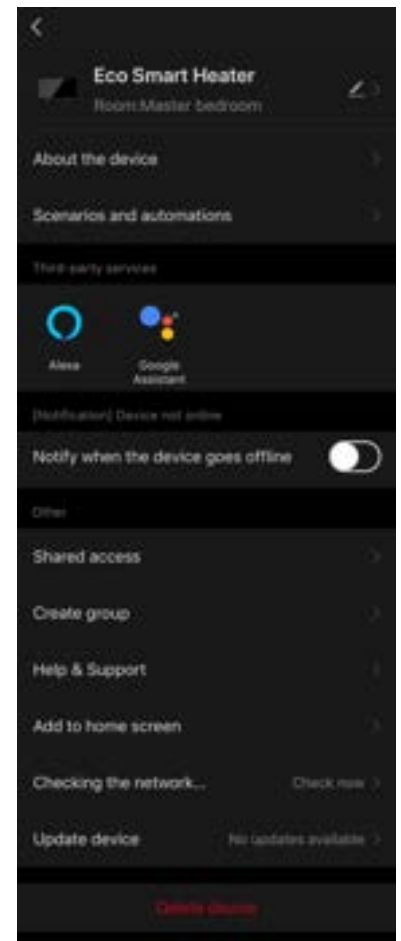 Eco Smart Heater
Room:Master bedroom
About the device
Scenarios and automations
Third-party services
Alexa
Google
Assistant
[Notification] Device not online
Notify when the device goes offline
Other
Shared access
Create group
Help & Support
Add to home screen
Checking the network... Check now
Update device No updates available
Delete device